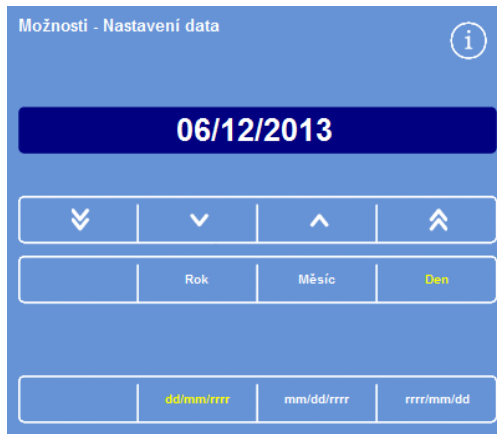 Možnosti - Nastavení data
i
06/12/2013
Rok Měsíc Den
dd/mm/rrrr mm/dd/rrrr rrrr/mm/dd